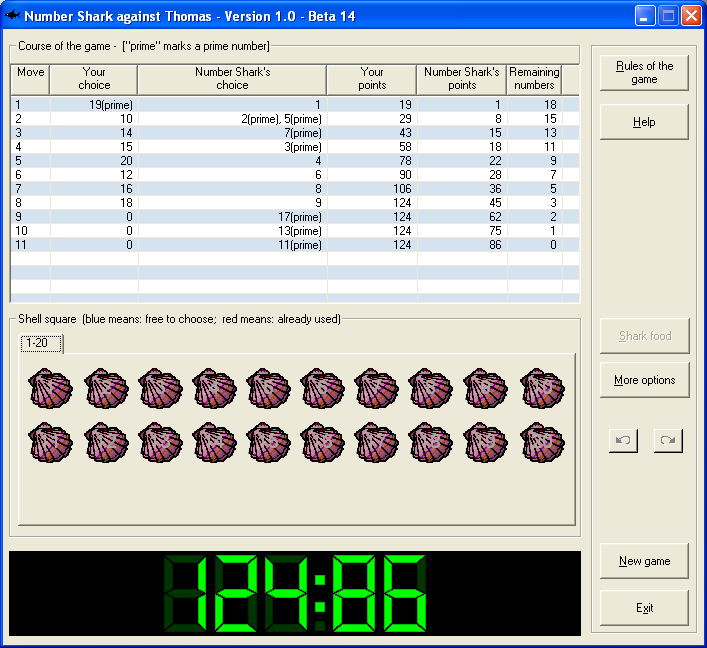 Number Shark against Thomas - Version 1.0 - Beta 14
Course of the game - ["prime" marks a prime number]
Move Your choice Number Shark's choice Your points Number Shark's points Remaining numbers
1 19(prime) 1 19 1 18
2 10 2(prime), 5(prime) 29 8 15
3 14 7(prime) 43 15 13
4 15 3(prime) 58 18 11
5 20 4 78 22 9
6 12 6 90 28 7
7 16 8 106 36 5
8 18 9 124 45 3
9 0 17(prime) 124 62 2
10 0 13(prime) 124 75 1
11 0 11(prime) 124 86 0
Shell square (blue means: free to choose; red means: already used)
1-20
124:86
Rules of the game
Help
Shark food
More options
New game
Exit